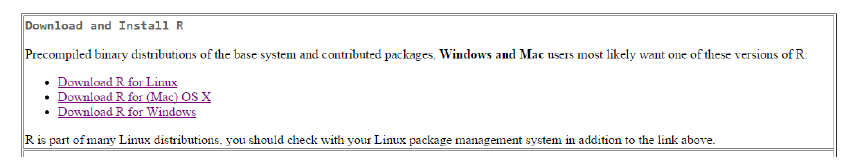 Download and Install R
Precompiled binary distributions of the base system and contributed packages, Windows and Mac users most likely want one of these versions of R:
• Download R for Linux
• Download R for (Mac) OS X
• Download R for Windows
R is part of many Linux distributions, you should check with your Linux package management system in addition to the link above.